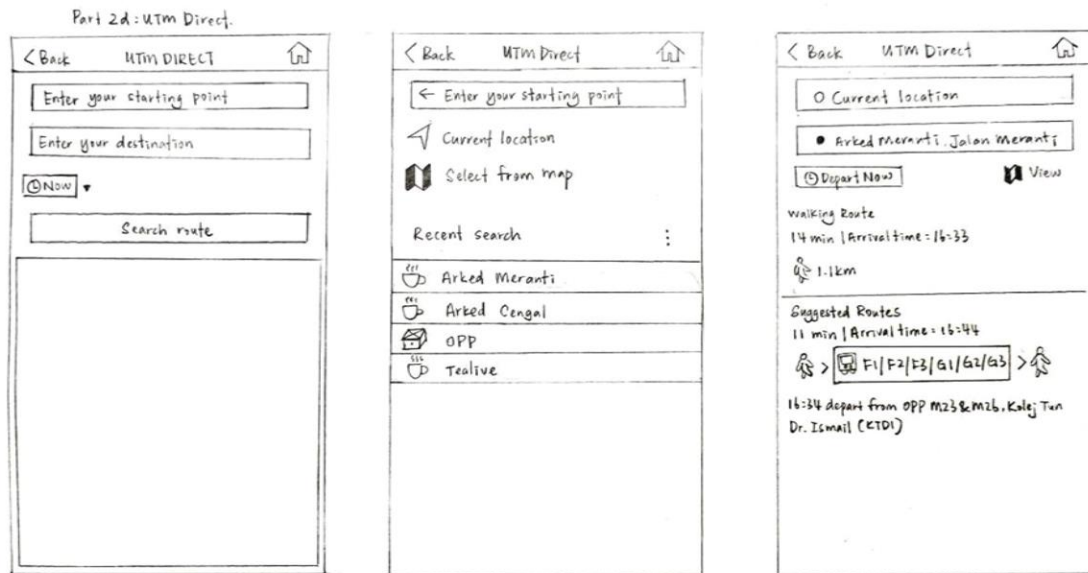 Part 2d: UTM Direct.
< Back UTM DIRECT
Enter your starting point
Enter your destination
Now
Search route
< Back UTM Direct
← Enter your starting point
Current location
Select from map
Recent search
Arked Meranti
Arked Cengal
OPP
Tealive
< Back UTM Direct
Current location
Arked Meranti. Jalan Meranti
Depart Now View
Walking Route
14 min | Arrival time = 16:33
1.1km
Suggested Routes
11 min | Arrival time = 16:44
> F1/F2/F3/G1/G2/G3 >
16:34 depart from OPP M23 & M26. Kolej Tun
Dr. Ismail (KTDI)